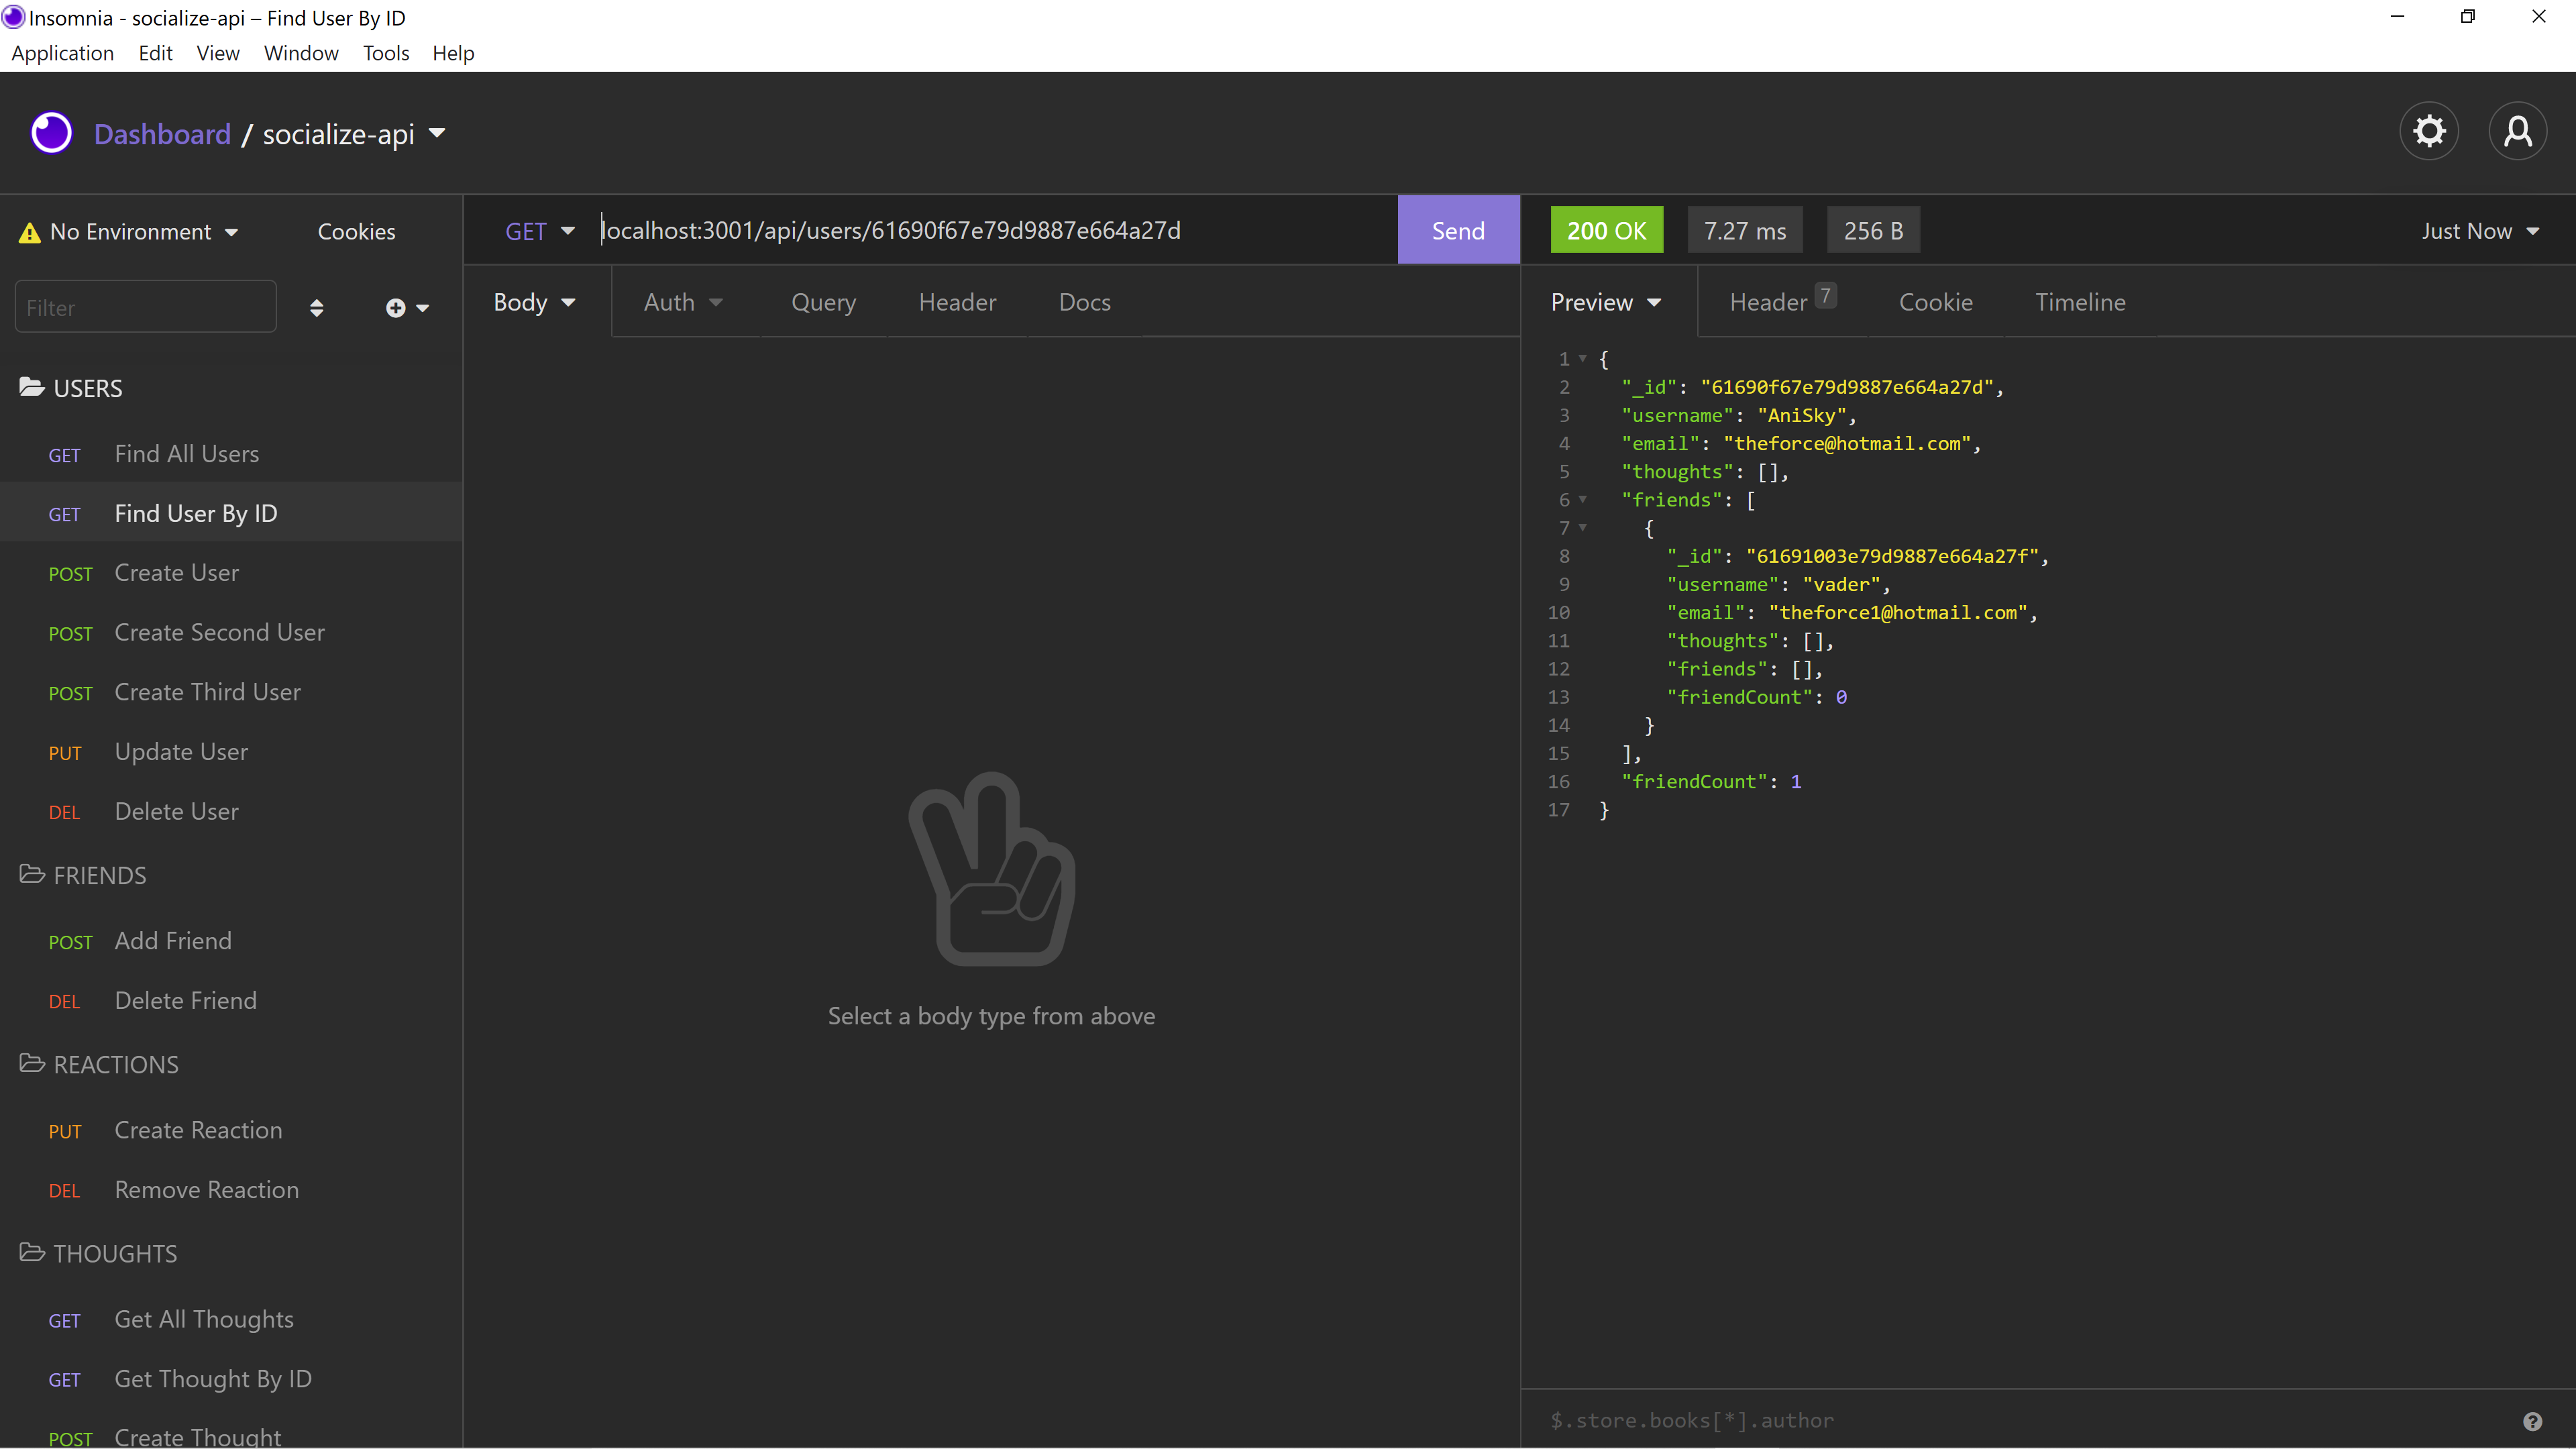 Insomnia - socialize-api – Find User By ID
Application Edit View Window Tools Help
Dashboard / socialize-api
No Environment Cookies
Filter
USERS
GET Find All Users
GET Find User By ID
POST Create User
POST Create Second User
POST Create Third User
PUT Update User
DEL Delete User
FRIENDS
POST Add Friend
DEL Delete Friend
REACTIONS
PUT Create Reaction
DEL Remove Reaction
THOUGHTS
GET Get All Thoughts
GET Get Thought By ID
POST Create Thought
GET localhost:3001/api/users/61690f67e79d9887e664a27d Send
Body Auth Query Header Docs
Select a body type from above
200 OK 7.27 ms 256 B Just Now
Preview Header 7 Cookie Timeline
1 {
2 "_id": "61690f67e79d9887e664a27d",
3 "username": "AniSky",
4 "email": "theforce@hotmail.com",
5 "thoughts": [],
6 "friends": [
7 {
8 "_id": "61691003e79d9887e664a27f",
9 "username": "vader",
10 "email": "theforce1@hotmail.com",
11 "thoughts": [],
12 "friends": [],
13 "friendCount": 0
14 }
15 ],
16 "friendCount": 1
17 }
$.store.books[*].author